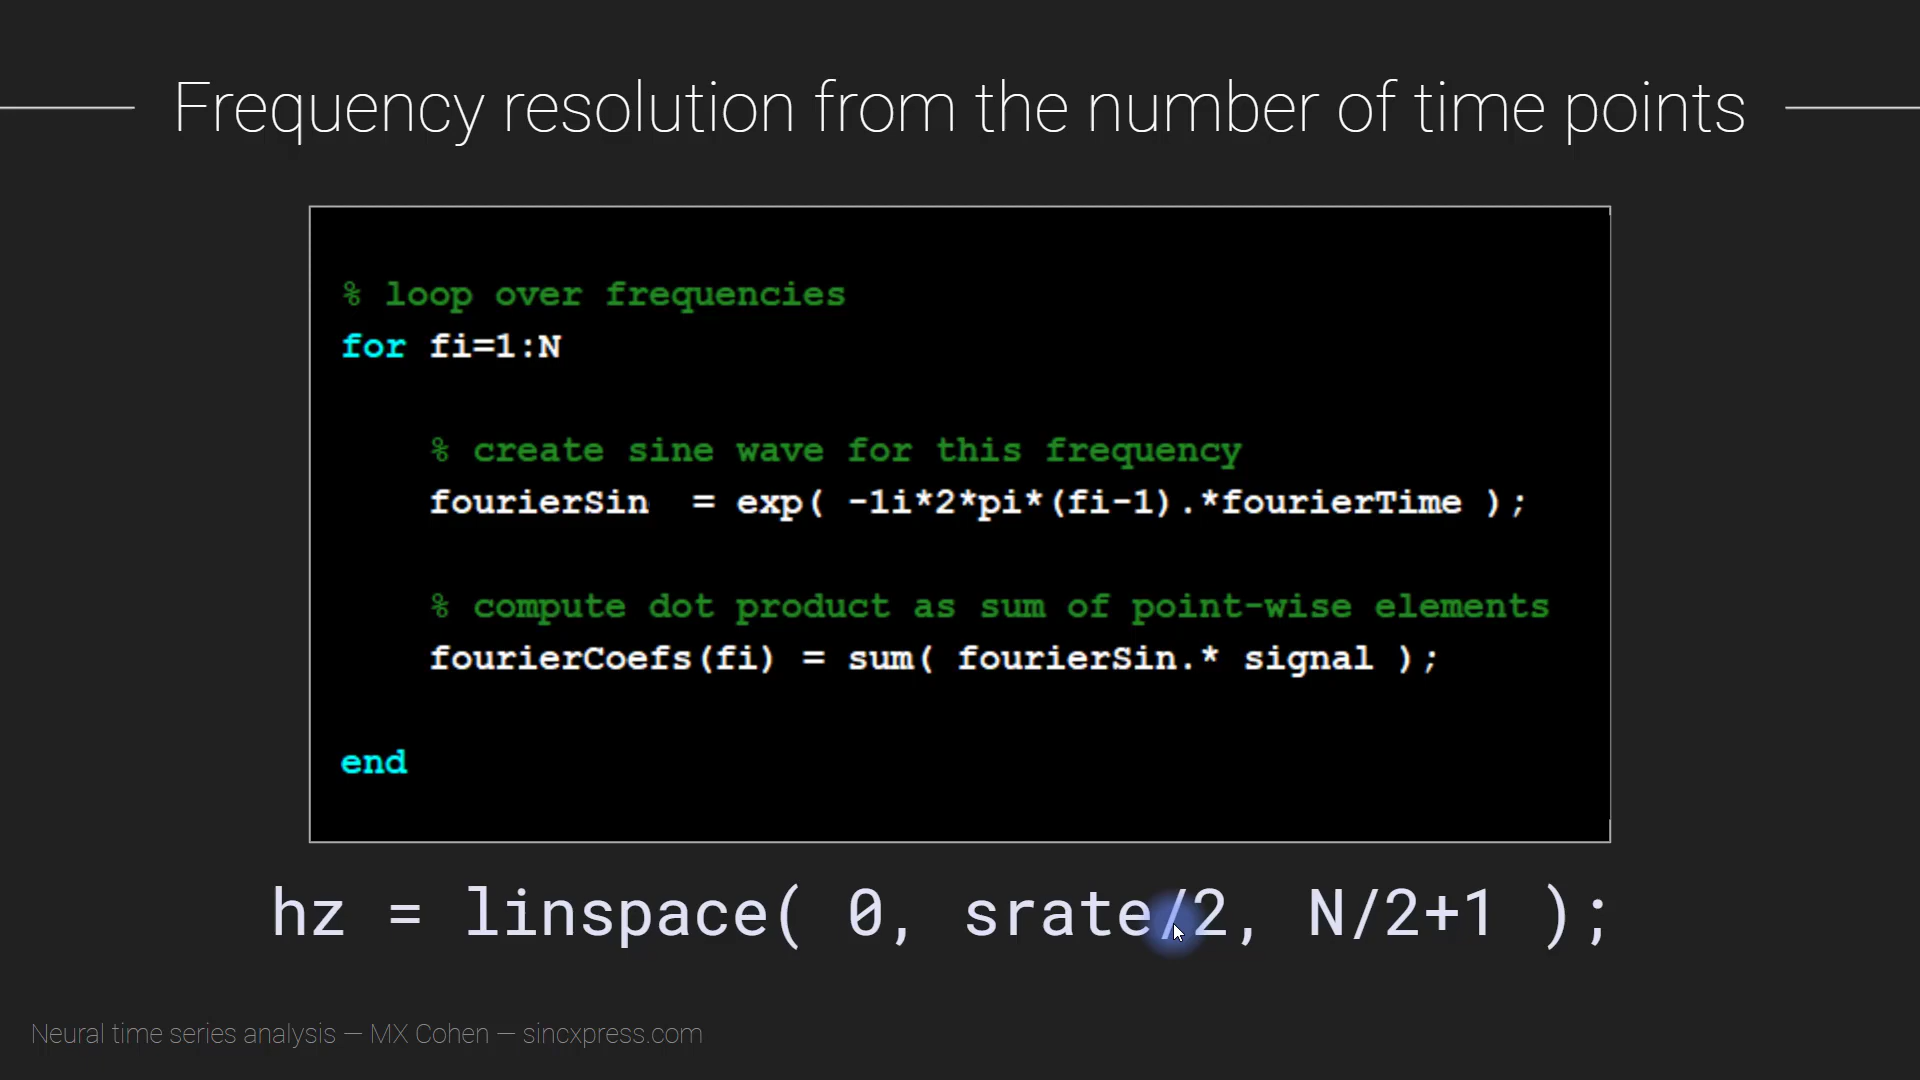 Frequency resolution from the number of time points
% loop over frequencies
for fi=1:N
% create sine wave for this frequency
fourierSin  = exp( -1i*2*pi*(fi-1).*fourierTime );
% compute dot product as sum of point-wise elements
fourierCoefs(fi) = sum( fourierSin.* signal );
end
hz = linspace( 0, srate/2, N/2+1 );
Neural time series analysis — MX Cohen — sincxpress.com